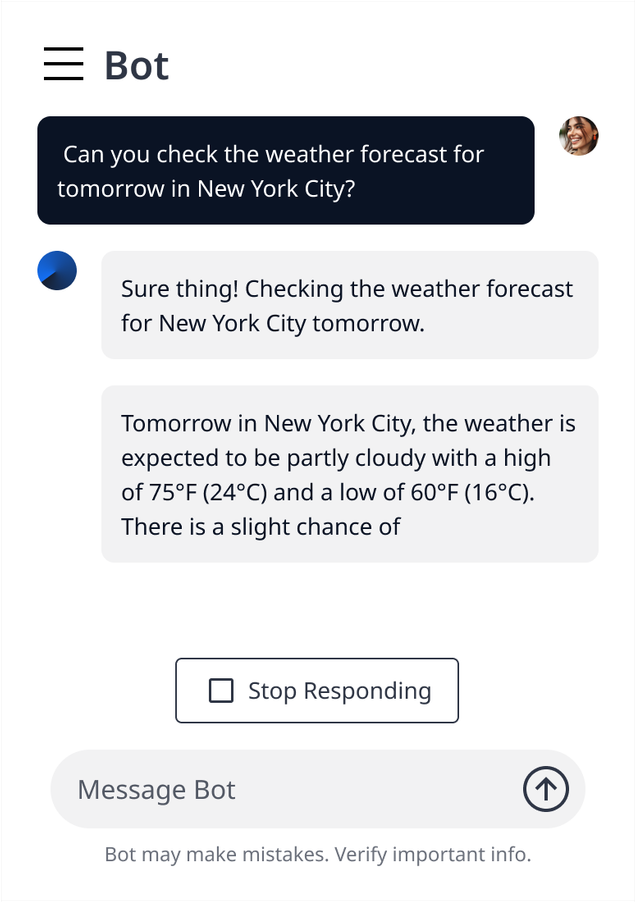 Bot
Can you check the weather forecast for
tomorrow in New York City?
Sure thing! Checking the weather forecast
for New York City tomorrow.
Tomorrow in New York City, the weather is
expected to be partly cloudy with a high
of 75°F (24°C) and a low of 60°F (16°C).
There is a slight chance of
Stop Responding
Message Bot
Bot may make mistakes. Verify important info.